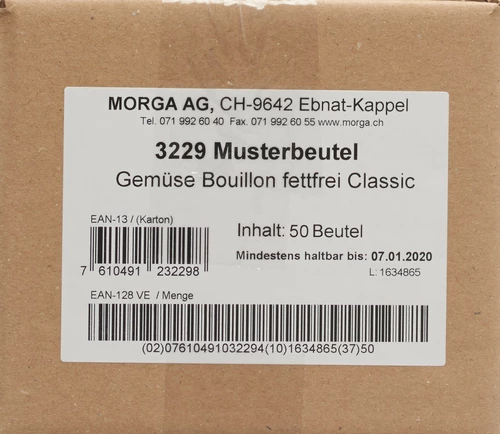 MORGA AG, CH-9642 Ebnat-Kappel
Tel. 071 992 60 40 Fax. 071 992 60 55 www.morga.ch
3229 Musterbeutel
Gemüse Bouillon fettfrei Classic
EAN-13 / (Karton)
Inhalt: 50 Beutel
Mindestens haltbar bis: 07.01.2020
7 610491 232298
L: 1634865
EAN-128 VE / Menge
(02)07610491032294(10)1634865(37)50